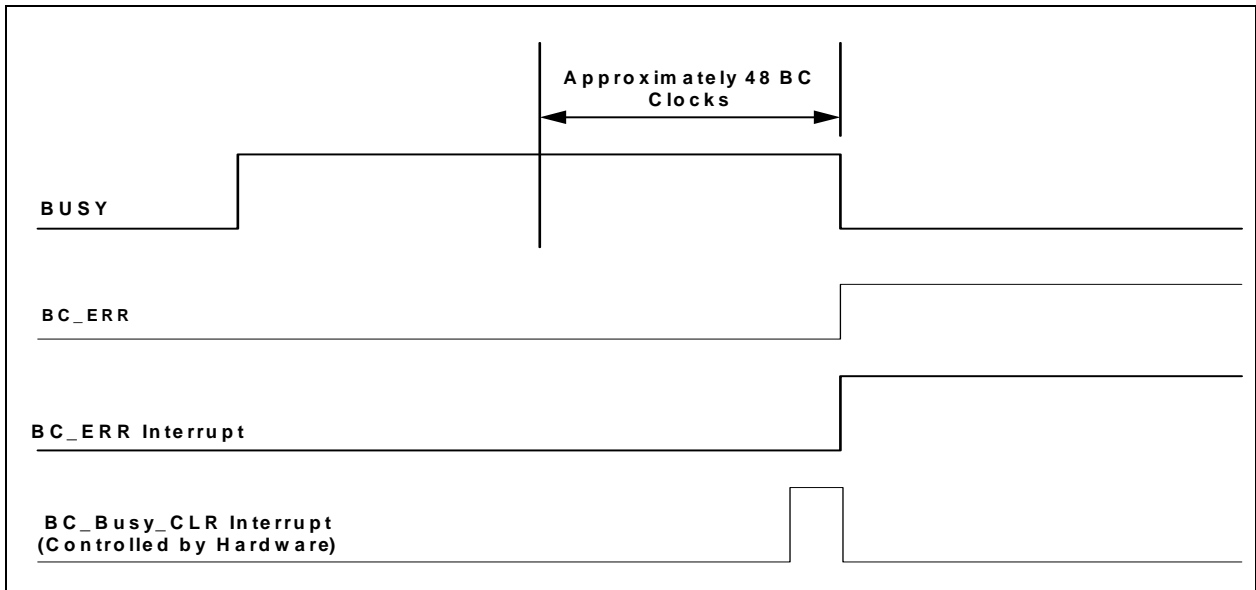 Approximately 48 BC
Clocks
BUSY
BC_ERR
BC_ERR Interrupt
BC_Busy_CLR Interrupt
(Controlled by Hardware)